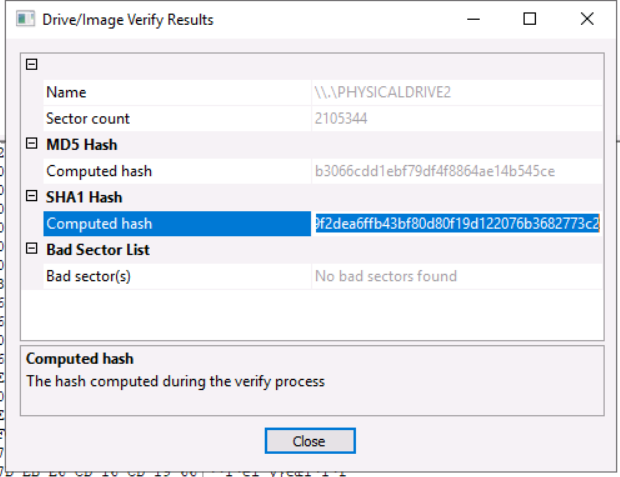 Drive/Image Verify Results
Name \\.\PHYSICALDRIVE2
Sector count 2105344
MD5 Hash
Computed hash b3066cdd1ebf79df4f8864ae14b545ce
SHA1 Hash
Computed hash 9f2dea6ffb43bf80d80f19d122076b3682773c2
Bad Sector List
Bad sector(s) No bad sectors found
Computed hash
The hash computed during the verify process
Close